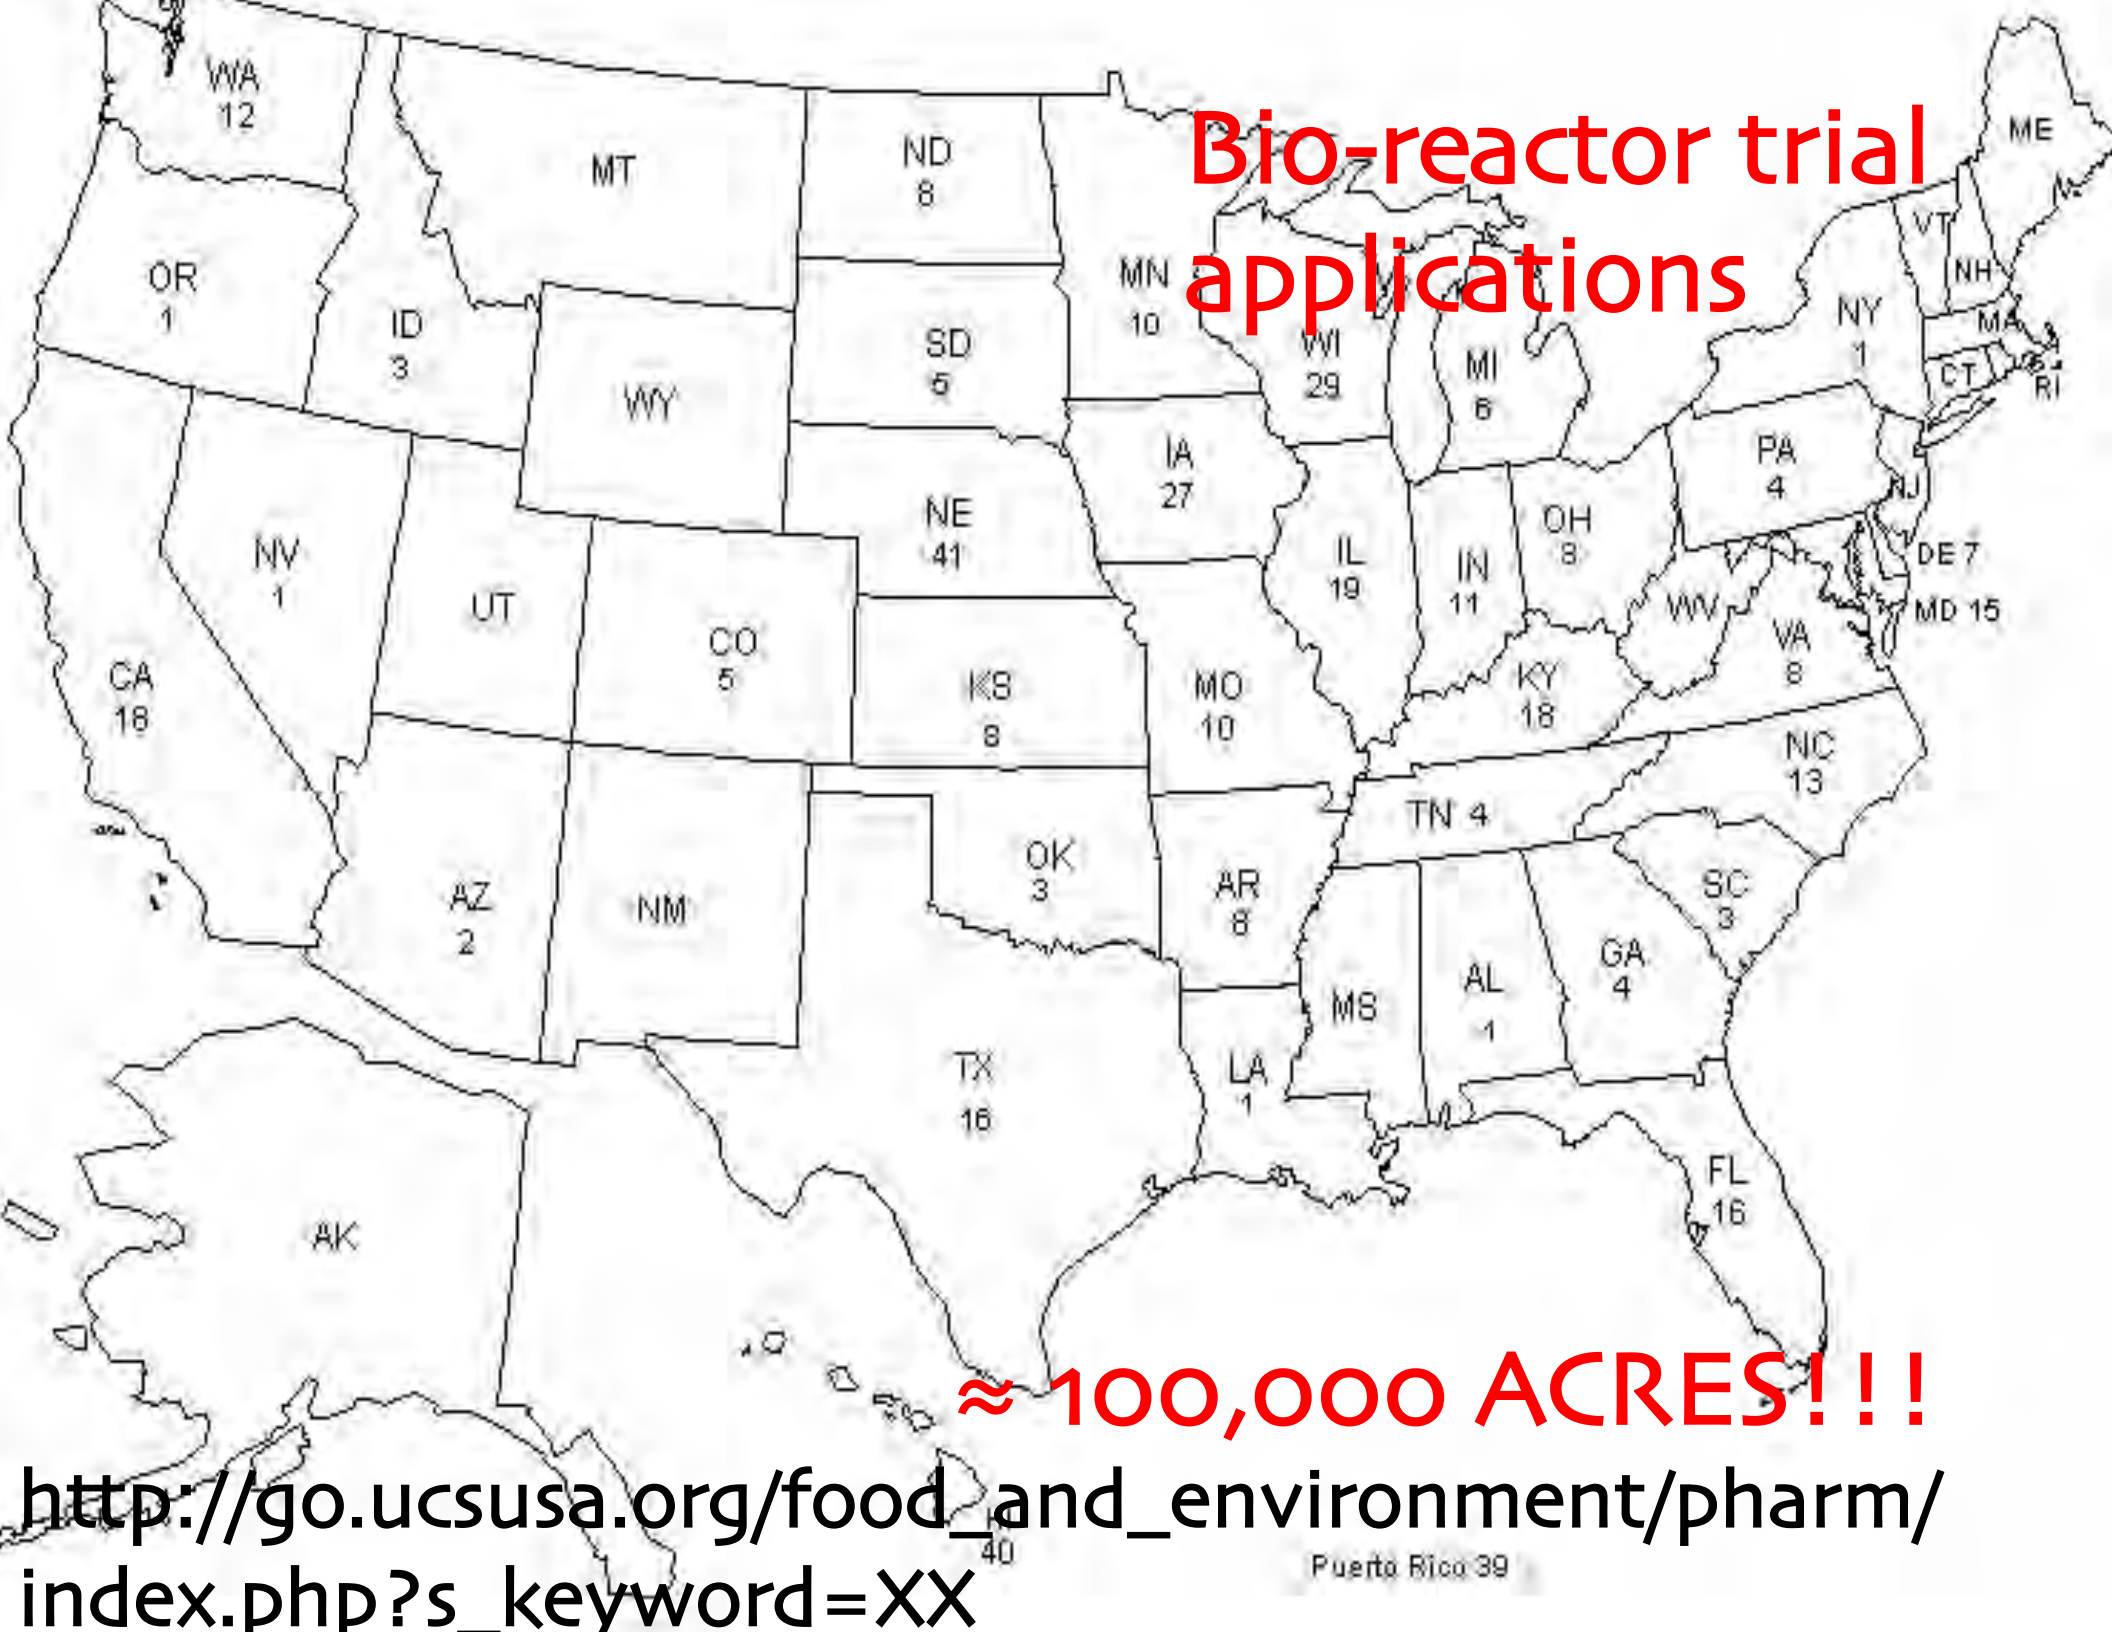 WA
12
Bio-reactor trial
applications
ME
MT
ND
8
VT
NH
OR
1
ID
3
MN
10
SD
5
WI
29
MI
6
NY
1
MA
CT
RI
WY
IA
27
PA
4
NJ
NE
41
OH
8
IL
19
IN
11
DE 7
NV
1
UT
WV
MD 15
CO
5
CA
KS
8
MO
10
KY
18
VA
8
NC
13
TN 4
OK
3
AR
SC
3
AZ
2
NM
GA
4
MS
AL
1
TX
16
LA
1
FL
16
AK
≈ 100,000 ACRES!!!
http://go.ucsusa.org/food_and_environment/pharm/
40
Puerto Rico 39
index.php?s_keyword=XX